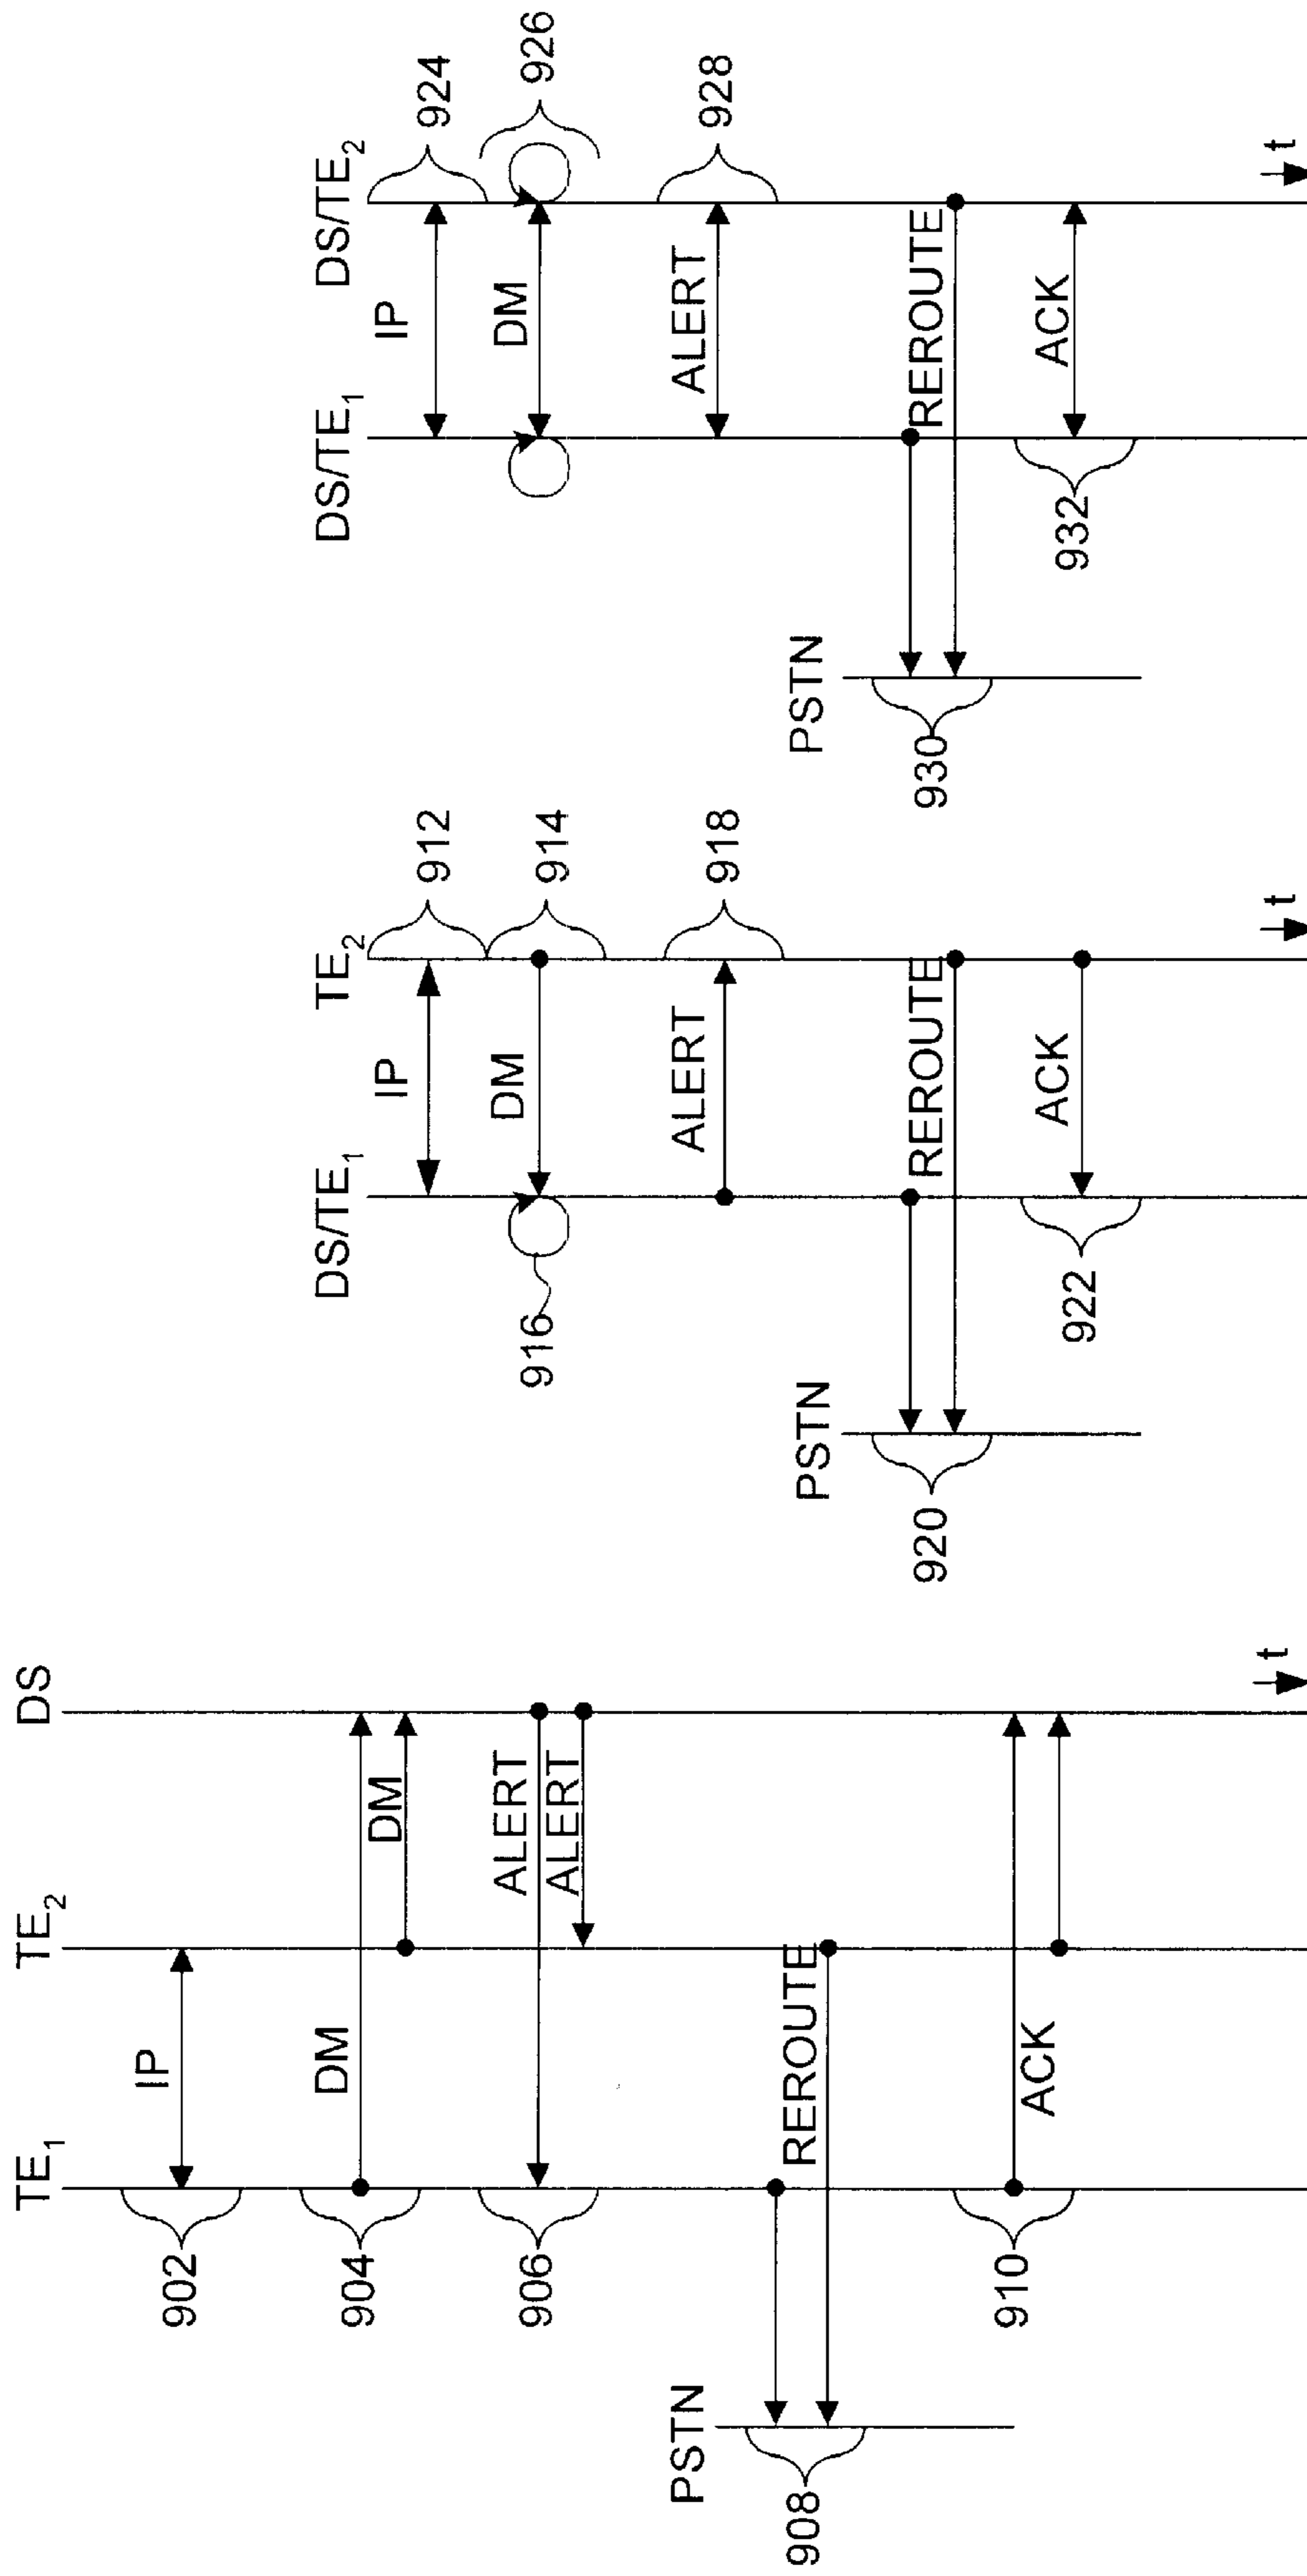 TE1 TE2 DS
902 IP
904 DM DM
906 ALERT
ALERT
PSTN
908 REROUTE
910 ACK
t
DS/TE1 TE2
IP 912
916 DM 914
ALERT 918
PSTN
920 REROUTE
922 ACK
t
DS/TE1 DS/TE2
IP 924
DM 926
ALERT 928
PSTN
930 REROUTE
932 ACK
t